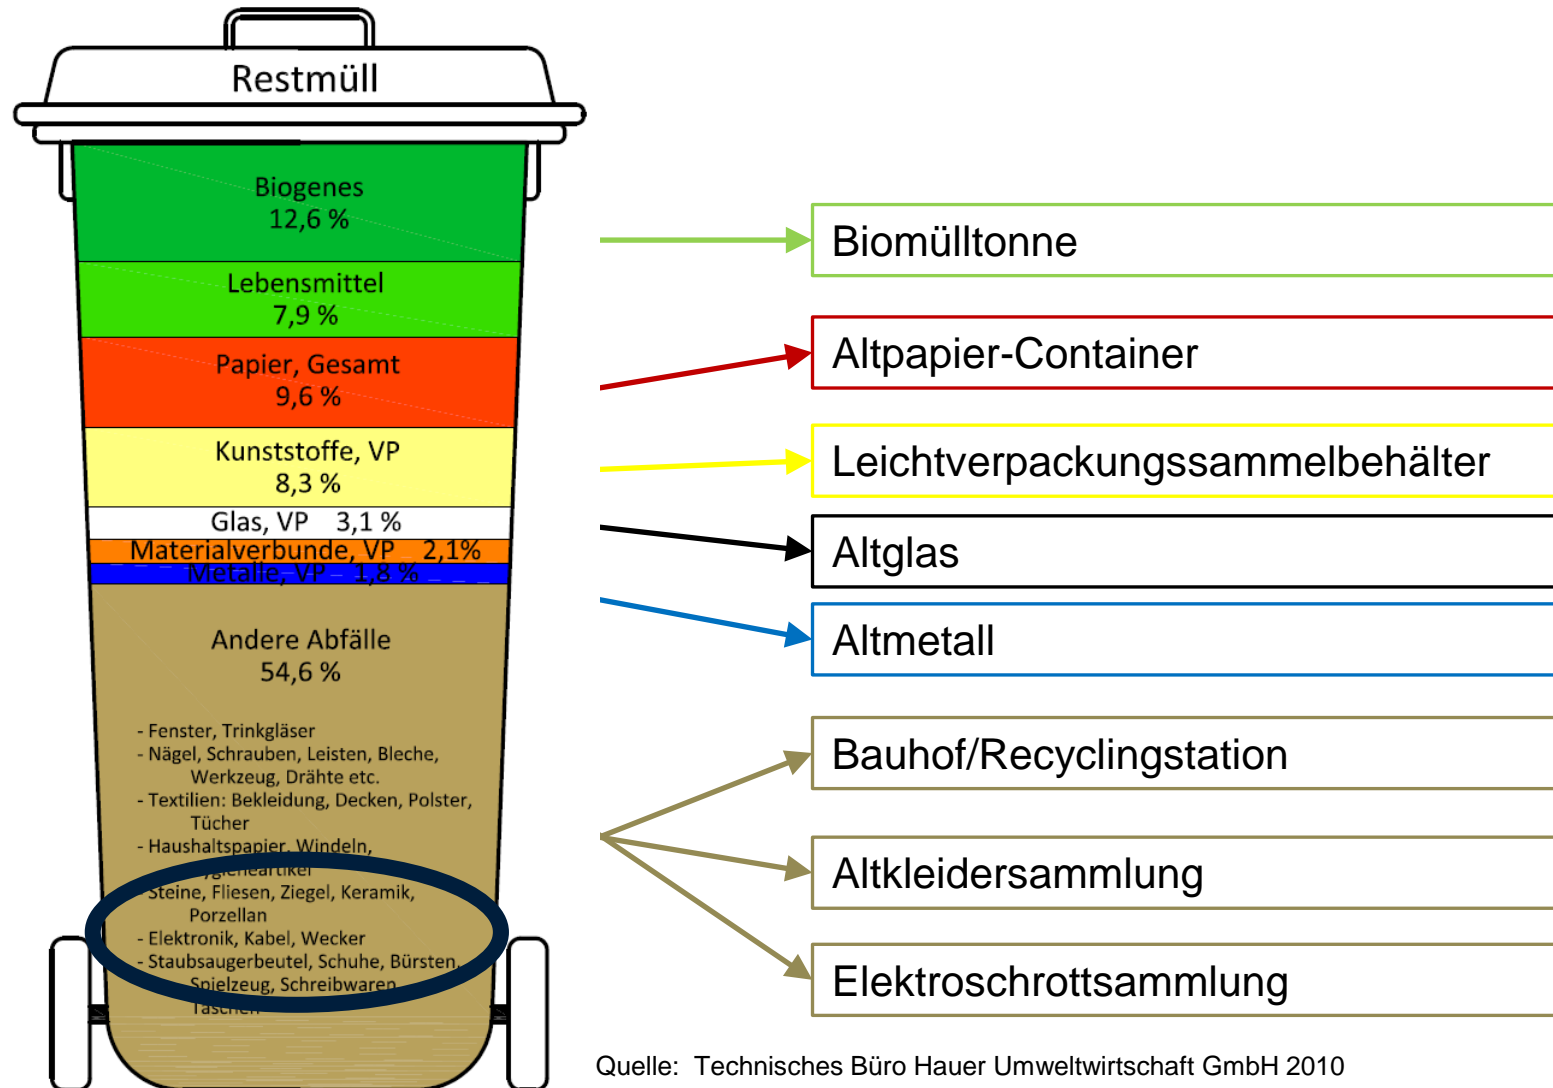 Restmüll
Biogenes
12,6 %
Lebensmittel
7,9 %
Papier, Gesamt
9,6 %
Kunststoffe, VP
8,3 %
Glas, VP 3,1 %
Materialverbunde, VP 2,1%
Metalle, VP 1,8 %
Andere Abfälle
54,6 %
- Fenster, Trinkgläser
- Nägel, Schrauben, Leisten, Bleche,
Werkzeug, Drähte etc.
- Textilien: Bekleidung, Decken, Polster,
Tücher
- Haushaltspapier, Windeln,
Hygieneartikel
- Steine, Fliesen, Ziegel, Keramik,
Porzellan
- Elektronik, Kabel, Wecker
- Staubsaugerbeutel, Schuhe, Bürsten,
Spielzeug, Schreibwaren
Taschen
Biomülltonne
Altpapier-Container
Leichtverpackungssammelbehälter
Altglas
Altmetall
Bauhof/Recyclingstation
Altkleidersammlung
Elektroschrottsammlung
Quelle: Technisches Büro Hauer Umweltwirtschaft GmbH 2010